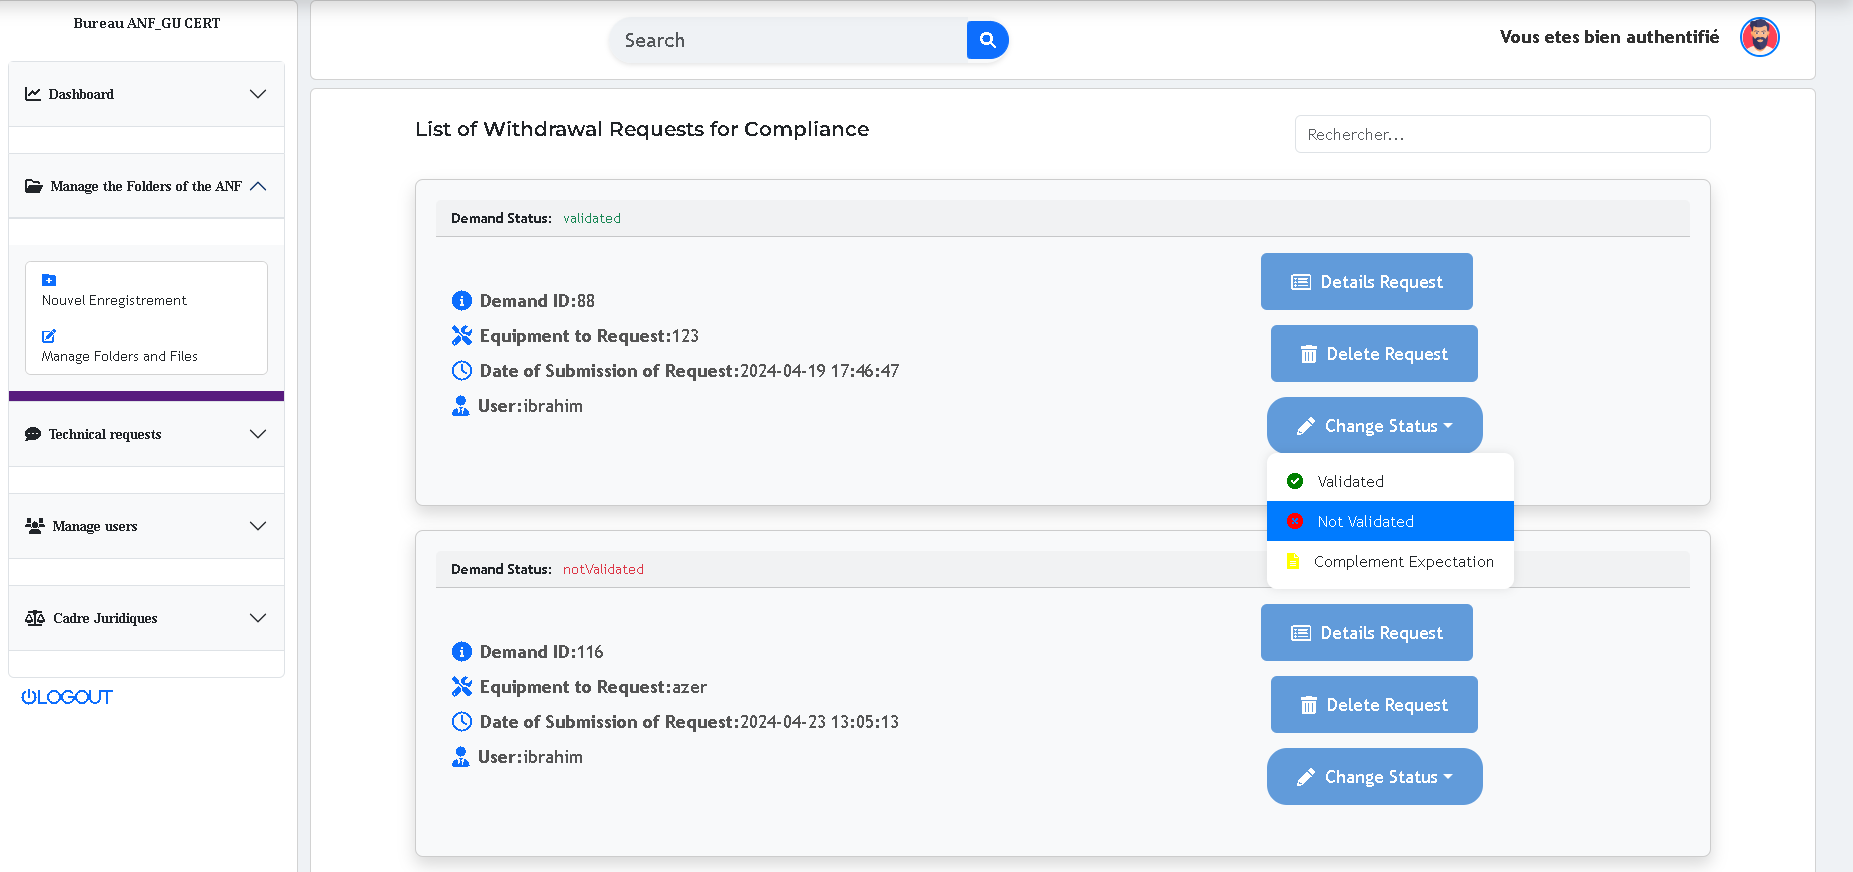 Bureau ANF_GU CERT
Dashboard
Manage the Folders of the ANF
Nouvel Enregistrement
Manage Folders and Files
Technical requests
Manage users
Cadre Juridiques
LOGOUT
Search
Vous etes bien authentifié
List of Withdrawal Requests for Compliance
Rechercher...
Demand Status: validated
Demand ID:88
Equipment to Request:123
Date of Submission of Request:2024-04-19 17:46:47
User:ibrahim
Details Request
Delete Request
Change Status
Validated
Not Validated
Complement Expectation
Demand Status: notValidated
Demand ID:116
Equipment to Request:azer
Date of Submission of Request:2024-04-23 13:05:13
User:ibrahim
Details Request
Delete Request
Change Status